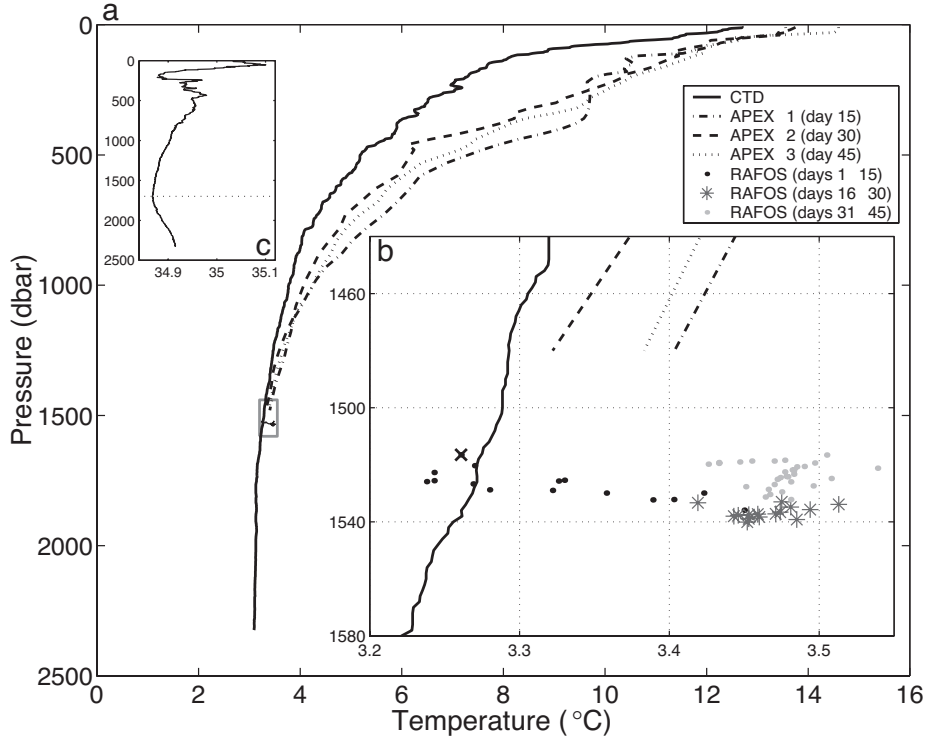 a
0
500
1000
1500
2000
2500
Pressure (dbar)
0
2
4
6
8
10
12
14
16
Temperature (°C)
CTD
APEX 1 (day 15)
APEX 2 (day 30)
APEX 3 (day 45)
RAFOS (days 1 15)
RAFOS (days 16 30)
RAFOS (days 31 45)
c
0
500
1000
1500
2000
2500
34.9
35
35.1
b
1460
1500
1540
1580
3.2
3.3
3.4
3.5